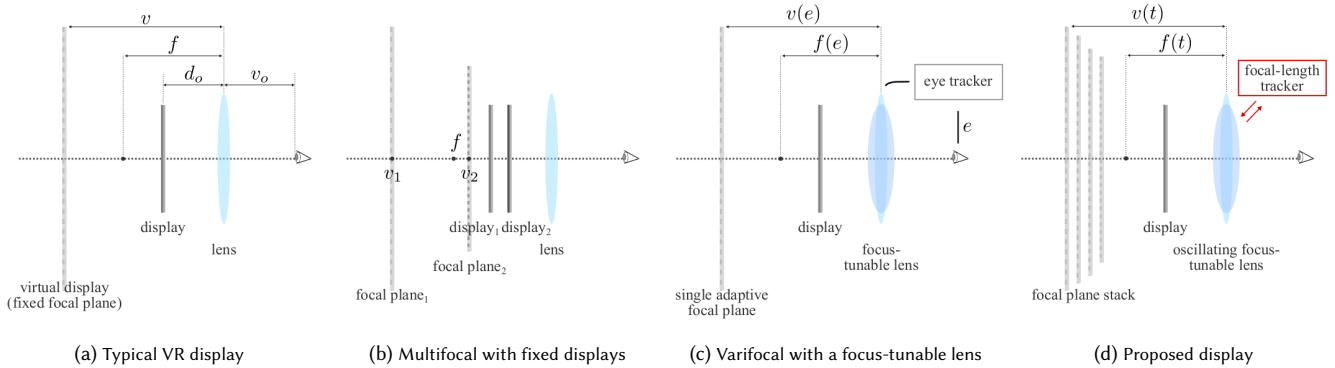 v
f
d_o
v_o
display
lens
virtual display
(fixed focal plane)
(a) Typical VR display
f
v_1
v_2
display_1
display_2
lens
focal plane_2
focal plane_1
(b) Multifocal with fixed displays
v(e)
f(e)
eye tracker
e
display
focus-
tunable lens
single adaptive
focal plane
(c) Varifocal with a focus-tunable lens
v(t)
f(t)
focal-length
tracker
display
oscillating focus-
tunable lens
focal plane stack
(d) Proposed display